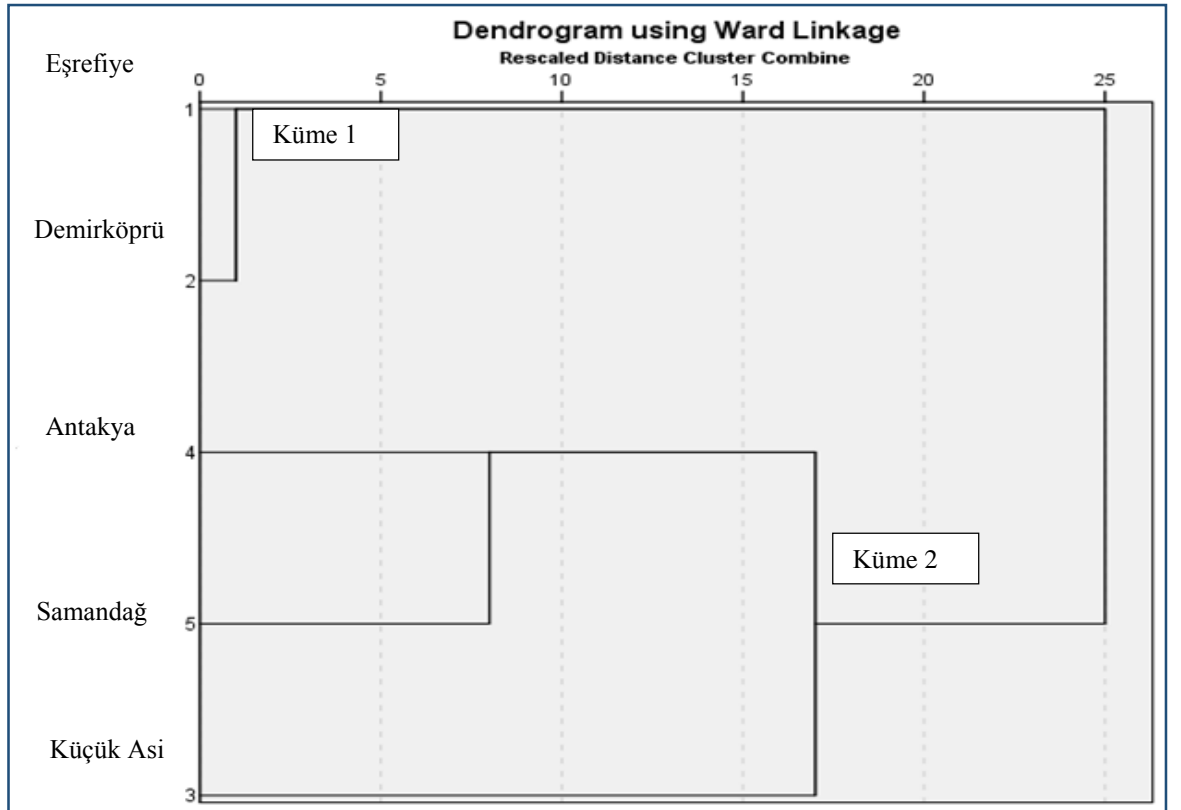 Dendrogram using Ward Linkage
Rescaled Distance Cluster Combine
Eşrefiye
0 5 10 15 20 25
1
Küme 1
Demirköprü
2
Antakya
4
Küme 2
Samandağ
5
Küçük Asi
3